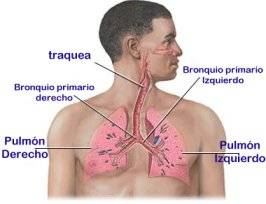 traquea
Bronquio primario
Izquierdo
Bronquio primario
derecho
Pulmón
Derecho
Pulmón
Izquierdo